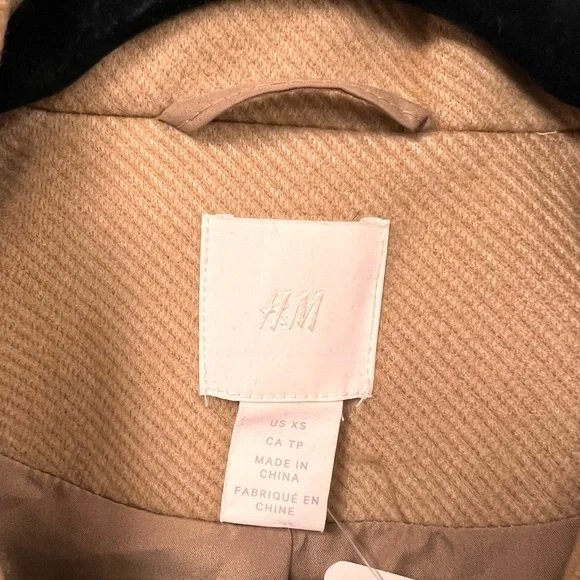 H&M
US XS
CA TP
MADE IN
CHINA
FABRIQUÉ EN
CHINE